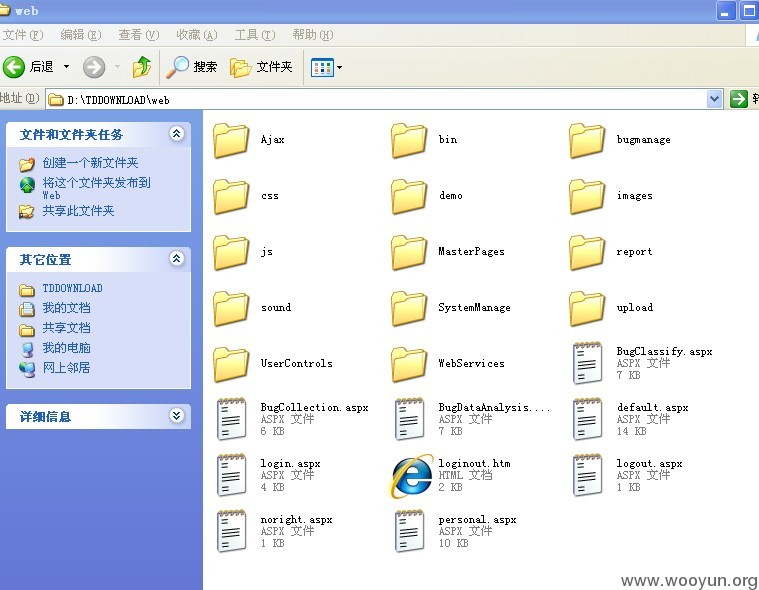 web
文件(F) 编辑(E) 查看(V) 收藏(A) 工具(T) 帮助(H)
后退 搜索 文件夹
地址(D) D:\TDDOWNLOAD\web
文件和文件夹任务
创建一个新文件夹
将这个文件夹发布到
Web
共享此文件夹
其它位置
TDDOWNLOAD
我的文档
共享文档
我的电脑
网上邻居
详细信息
Ajax bin bugmanage
css demo images
js MasterPages report
sound SystemManage upload
UserControls WebServices BugClassify.aspx
ASPX 文件
7 KB
BugCollection.aspx BugDataAnalysis.... default.aspx
ASPX 文件 ASPX 文件 ASPX 文件
6 KB 7 KB 14 KB
login.aspx loginout.htm logout.aspx
ASPX 文件 HTML 文档 ASPX 文件
4 KB 2 KB 1 KB
noright.aspx personal.aspx
ASPX 文件 ASPX 文件
1 KB 10 KB
www.wooyun.org